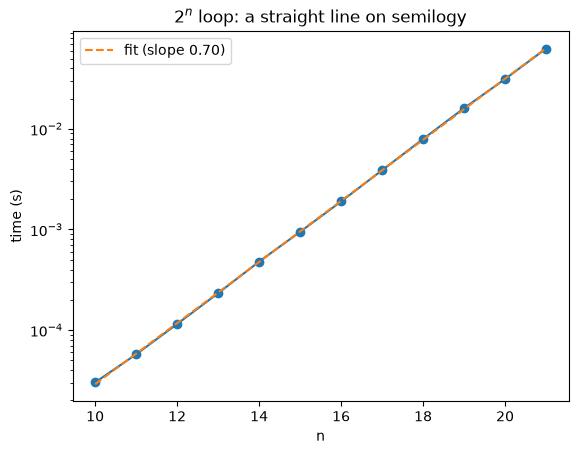 2ⁿ loop: a straight line on semilogy
fit (slope 0.70)
time (s)
10⁻²
10⁻³
10⁻⁴
10 12 14 16 18 20
n